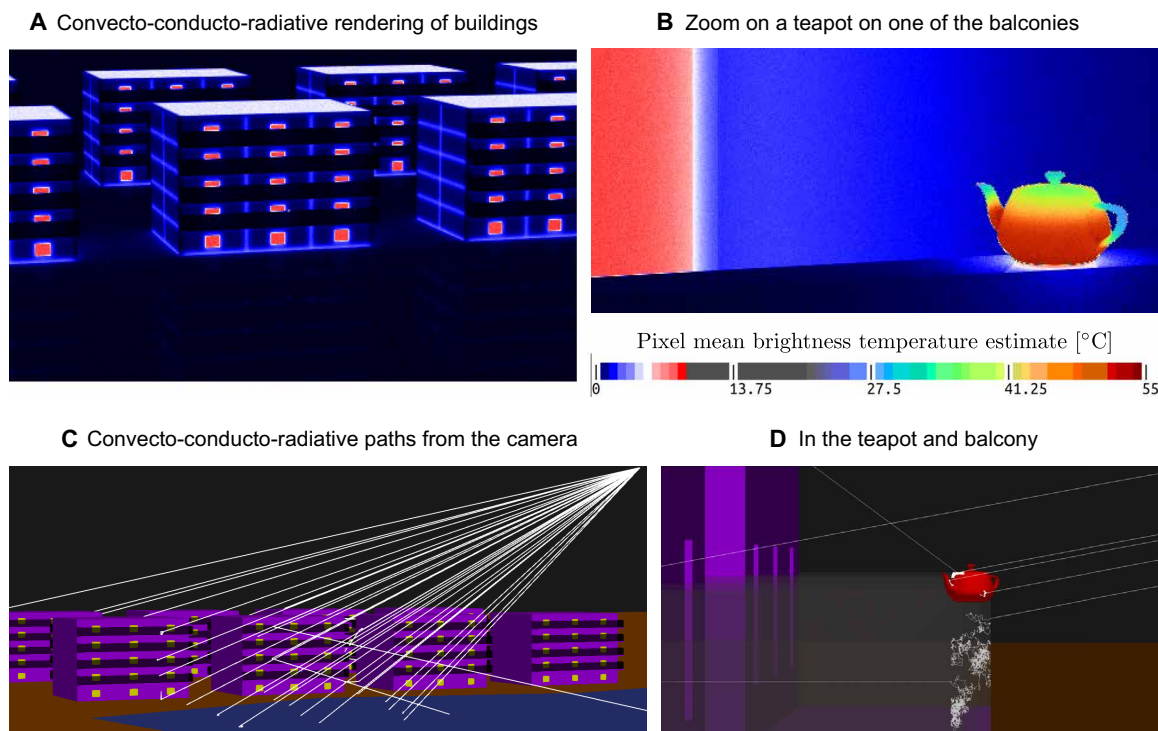 A Convecto-conducto-radiative rendering of buildings
B Zoom on a teapot on one of the balconies
Pixel mean brightness temperature estimate [°C]
0 13.75 27.5 41.25 55
C Convecto-conducto-radiative paths from the camera
D In the teapot and balcony